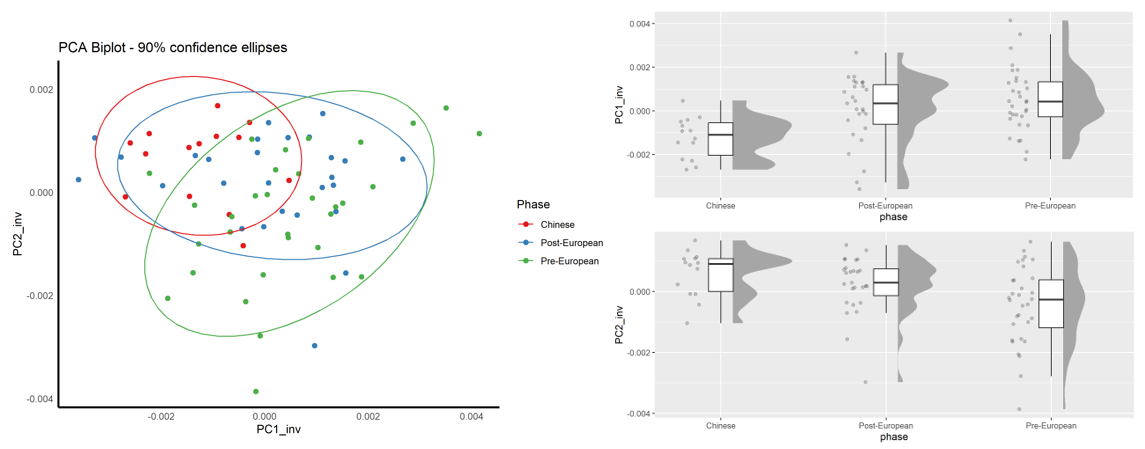 PCA Biplot - 90% confidence ellipses
0.002
0.000
-0.002
-0.004
PC2_inv
-0.002
0.000
0.002
0.004
PC1_inv
Phase
Chinese
Post-European
Pre-European
0.004
0.002
0.000
-0.002
PC1_inv
Chinese
Post-European
Pre-European
phase
0.000
-0.002
-0.004
PC2_inv
Chinese
Post-European
Pre-European
phase